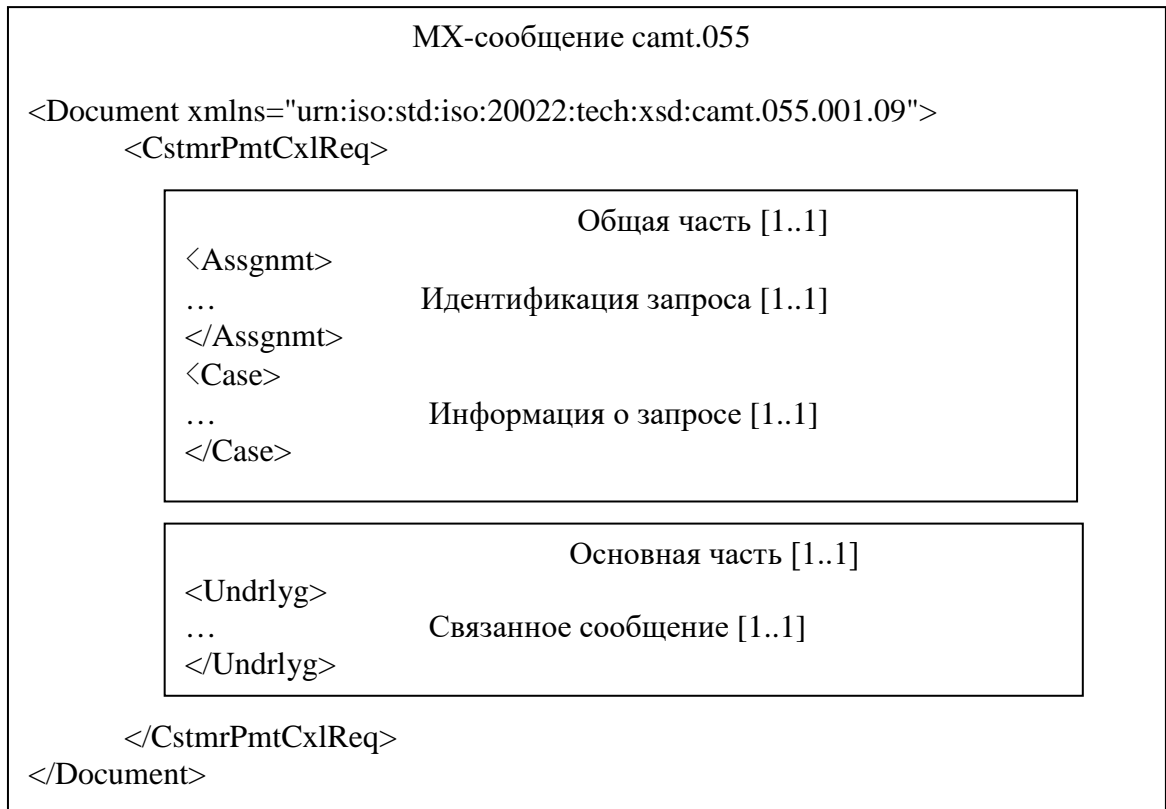 МХ-сообщение camt.055
<Document xmlns="urn:iso:std:iso:20022:tech:xsd:camt.055.001.09">
<CstmrPmtCxlReq>
Общая часть [1..1]
<Assgnmt>
… Идентификация запроса [1..1]
</Assgnmt>
<Case>
… Информация о запросе [1..1]
</Case>
Основная часть [1..1]
<Undrlyg>
… Связанное сообщение [1..1]
</Undrlyg>
</CstmrPmtCxlReq>
</Document>